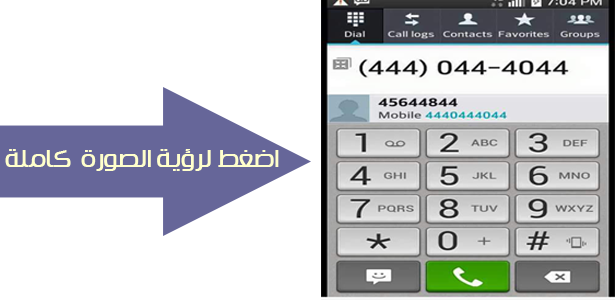 اضغط لرؤية الصورة كاملة
7:04 PM
Dial Call logs Contacts Favorites Groups
(444) 044-4044
45644844
Mobile 4440444044
1 2 ABC 3 DEF
4 GHI 5 JKL 6 MNO
7 PQRS 8 TUV 9 WXYZ
* 0 + #